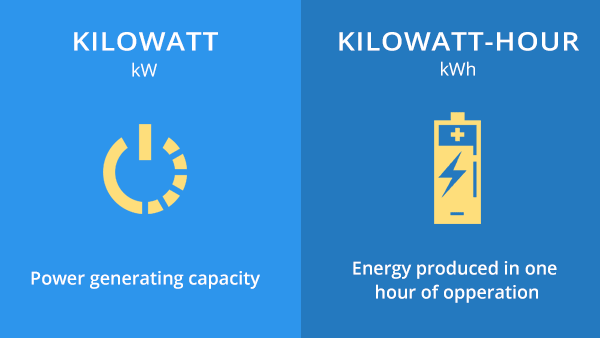 KILOWATT
kW
Power generating capacity
KILOWATT-HOUR
kWh
Energy produced in one
hour of opperation